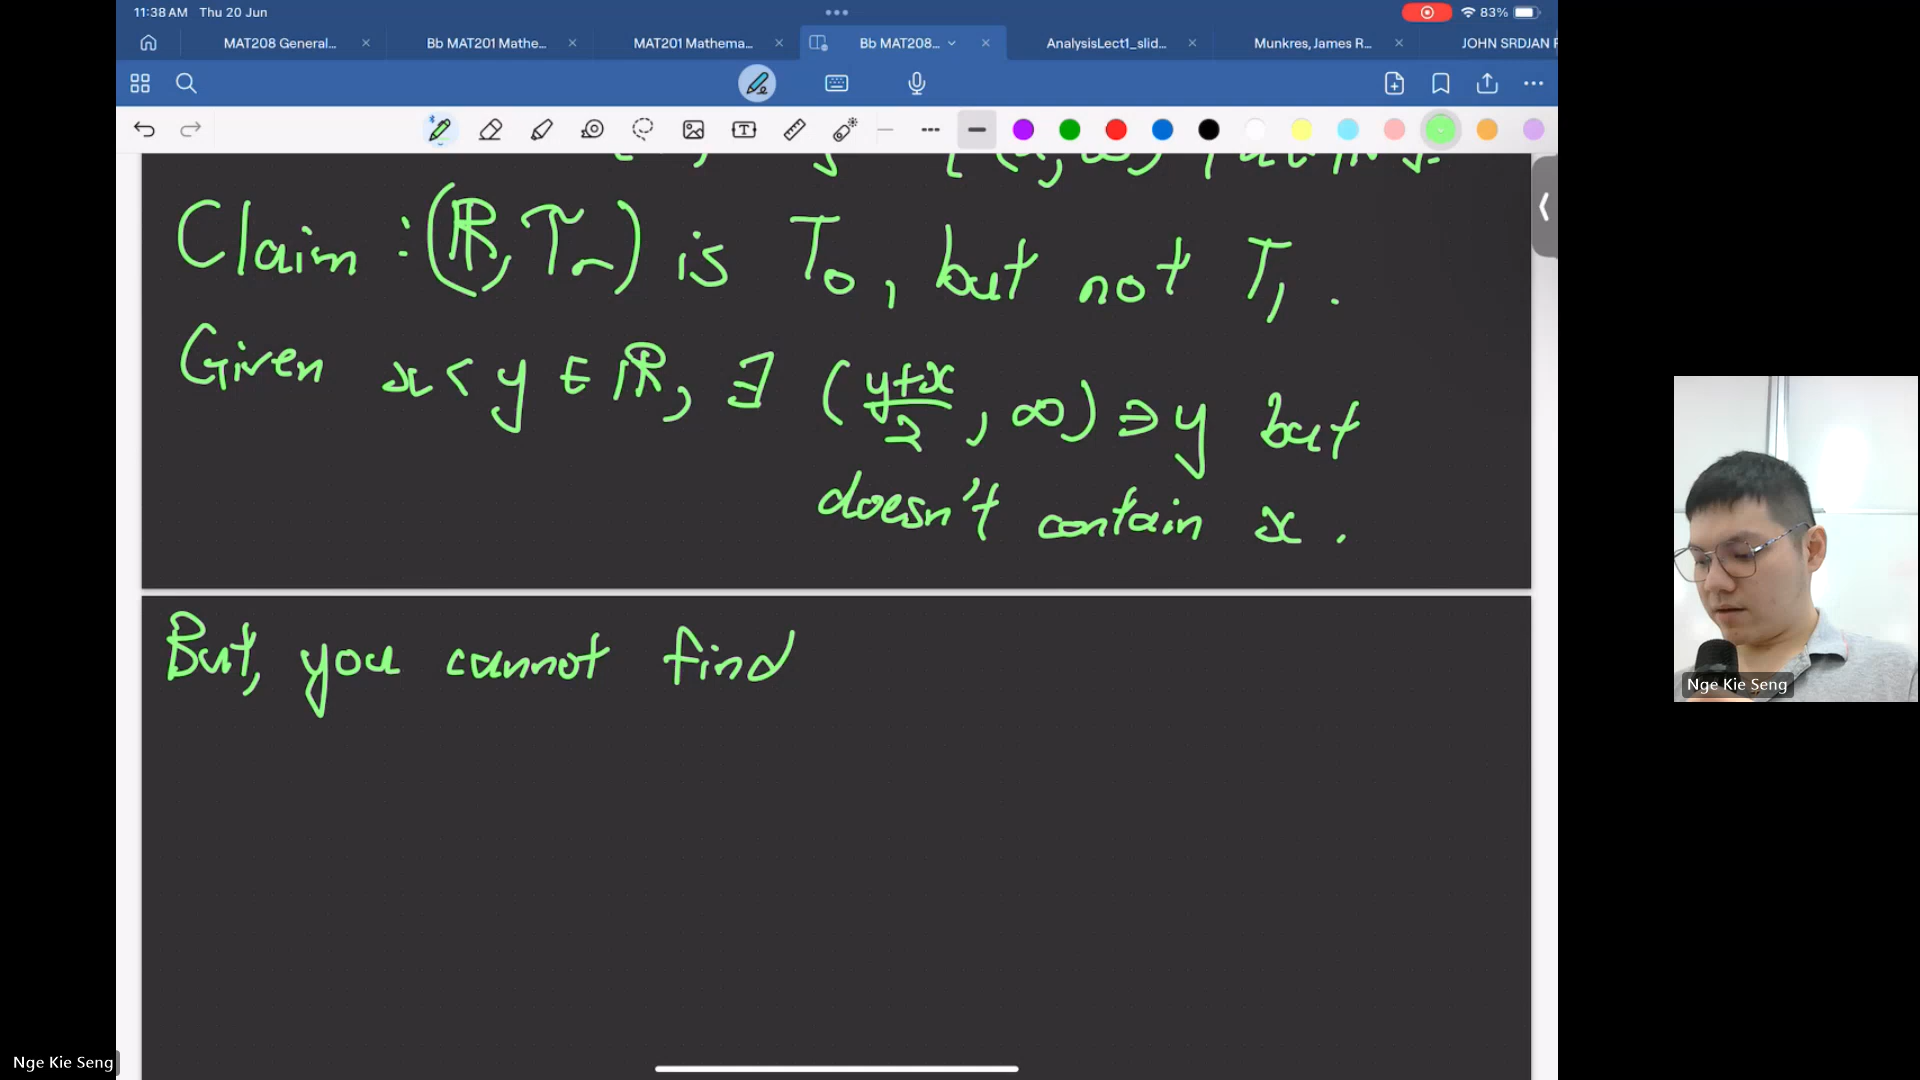 11:38 AM Thu 20 Jun
83%
MAT208 General...
Bb MAT201 Mathe...
MAT201 Mathema...
Bb MAT208...
AnalysisLect1_slid...
Munkres, James R...
JOHN SRDJAN
Claim : (ℝ, 𝒯r) is T₀, but not T₁.
Given x < y ∈ ℝ, ∃ (y+x/2, ∞) ∋ y but
doesn't contain x.
But, you cannot find
Nge Kie Seng
Nge Kie Seng